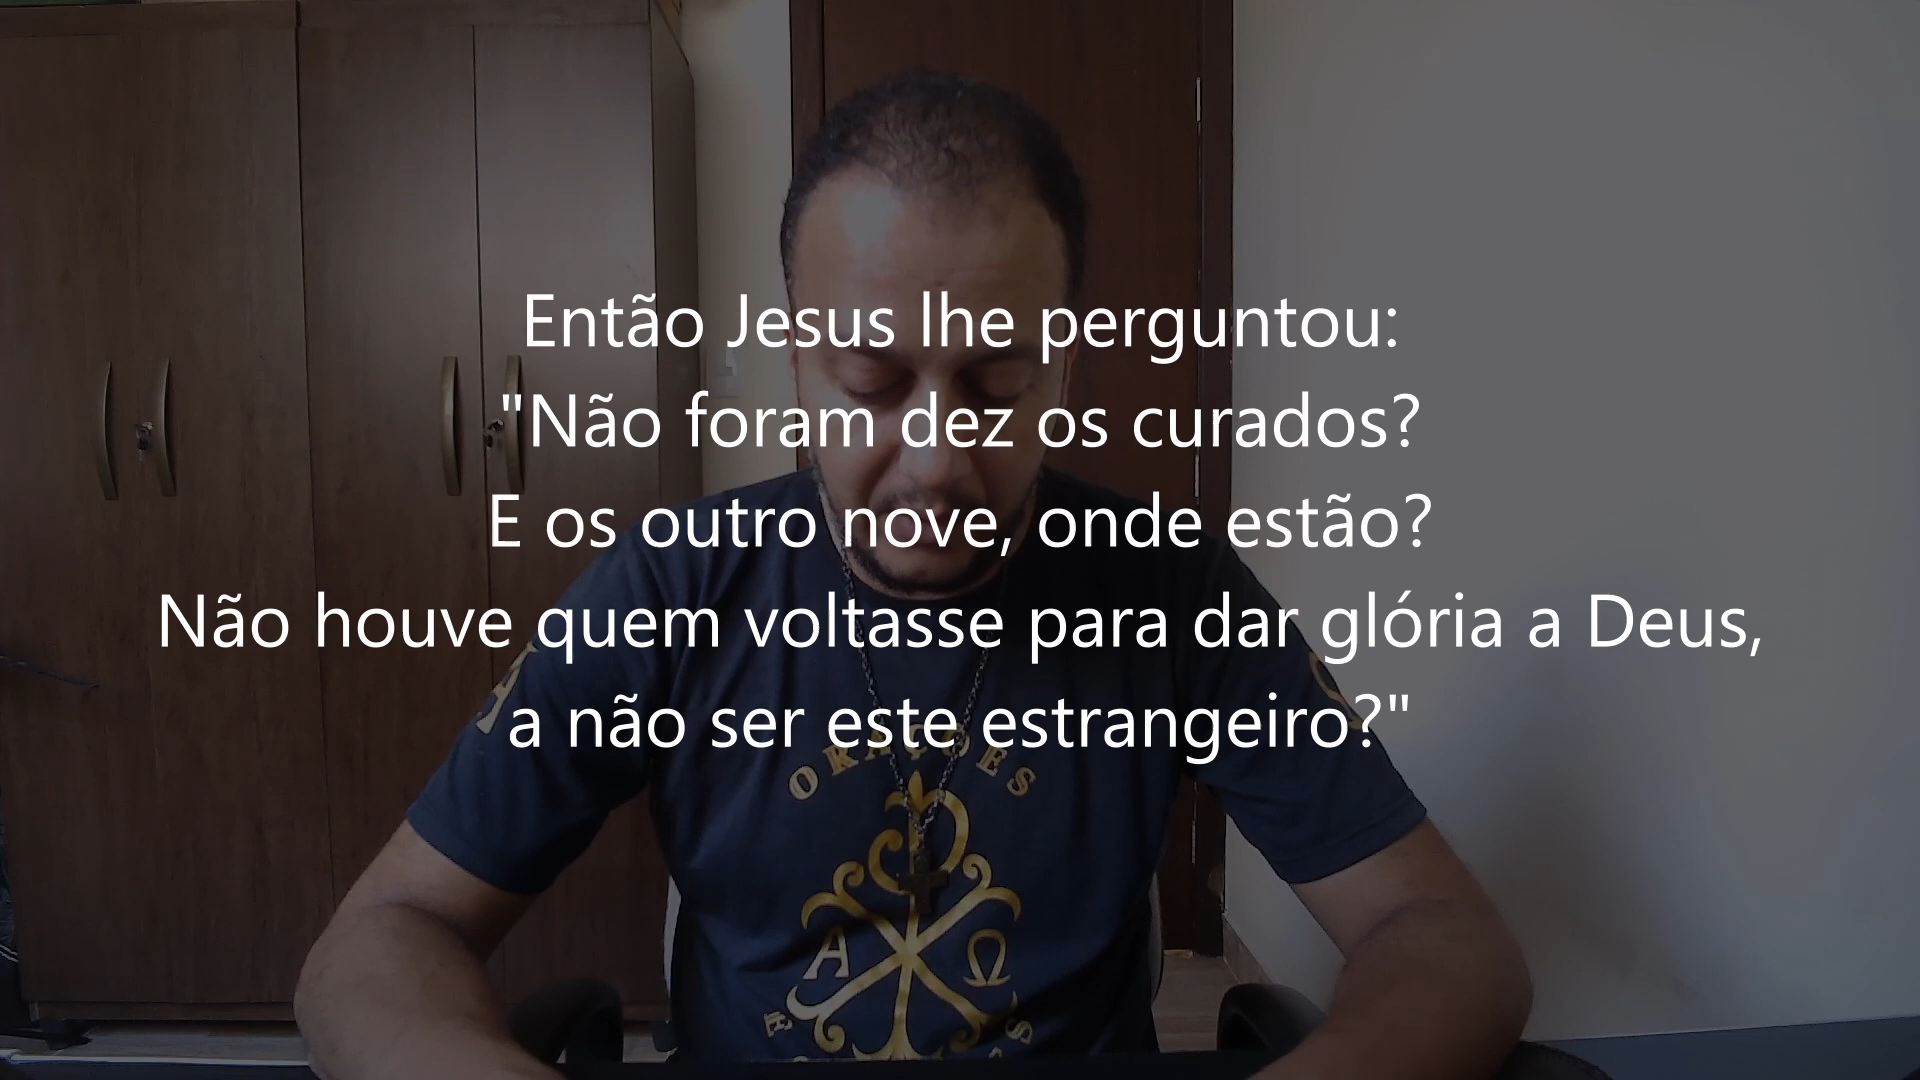 Então Jesus lhe perguntou:
"Não foram dez os curados?
E os outro nove, onde estão?
Não houve quem voltasse para dar glória a Deus,
a não ser este estrangeiro?"
ORAÇÕES
A Ω
E S